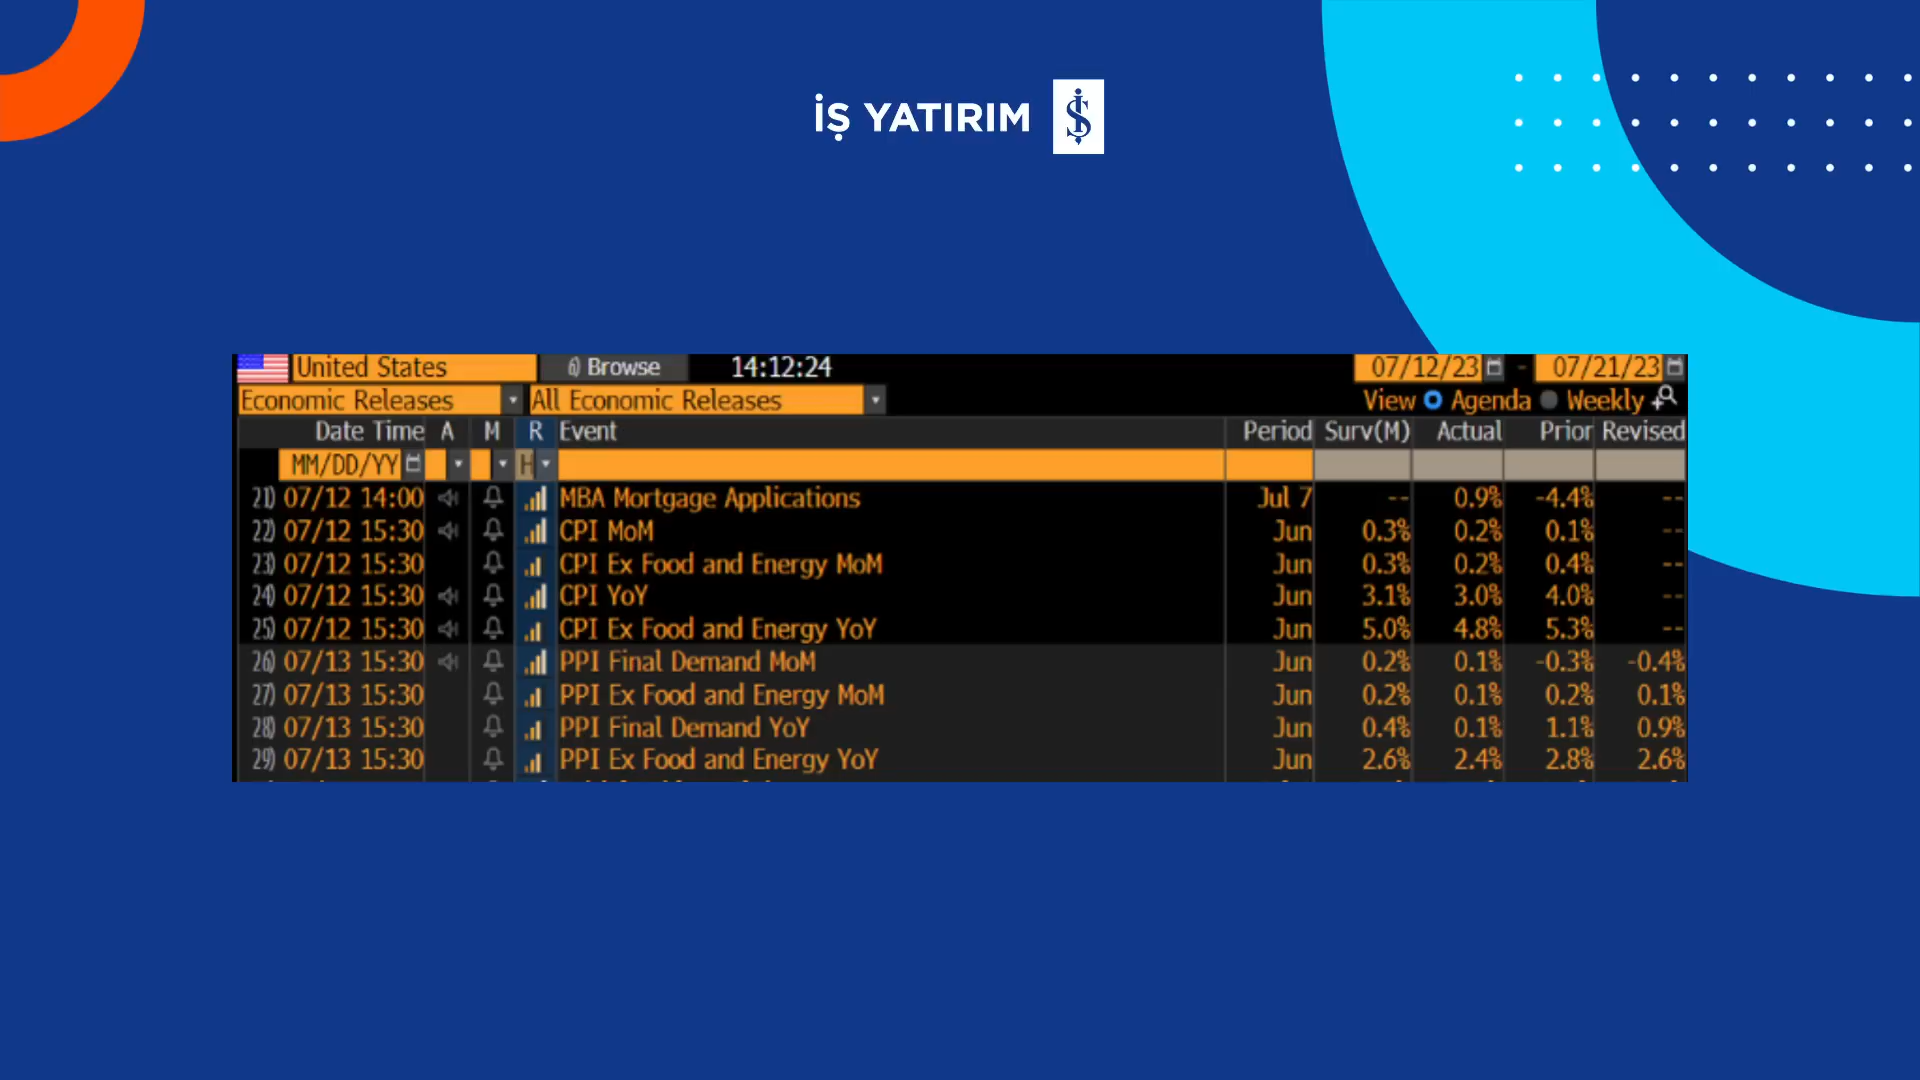 İŞ YATIRIM
United States Browse 14:12:24 07/12/23 - 07/21/23
Economic Releases All Economic Releases View Agenda Weekly
Date Time A M R Event Period Surv(M) Actual Prior Revised
MM/DD/YY H
21) 07/12 14:00 MBA Mortgage Applications Jul 7 -- 0.9% -4.4% --
22) 07/12 15:30 CPI MoM Jun 0.3% 0.2% 0.1% --
23) 07/12 15:30 CPI Ex Food and Energy MoM Jun 0.3% 0.2% 0.4% --
24) 07/12 15:30 CPI YoY Jun 3.1% 3.0% 4.0% --
25) 07/12 15:30 CPI Ex Food and Energy YoY Jun 5.0% 4.8% 5.3% --
26) 07/13 15:30 PPI Final Demand MoM Jun 0.2% 0.1% -0.3% -0.4%
27) 07/13 15:30 PPI Ex Food and Energy MoM Jun 0.2% 0.1% 0.2% 0.1%
28) 07/13 15:30 PPI Final Demand YoY Jun 0.4% 0.1% 1.1% 0.9%
29) 07/13 15:30 PPI Ex Food and Energy YoY Jun 2.6% 2.4% 2.8% 2.6%